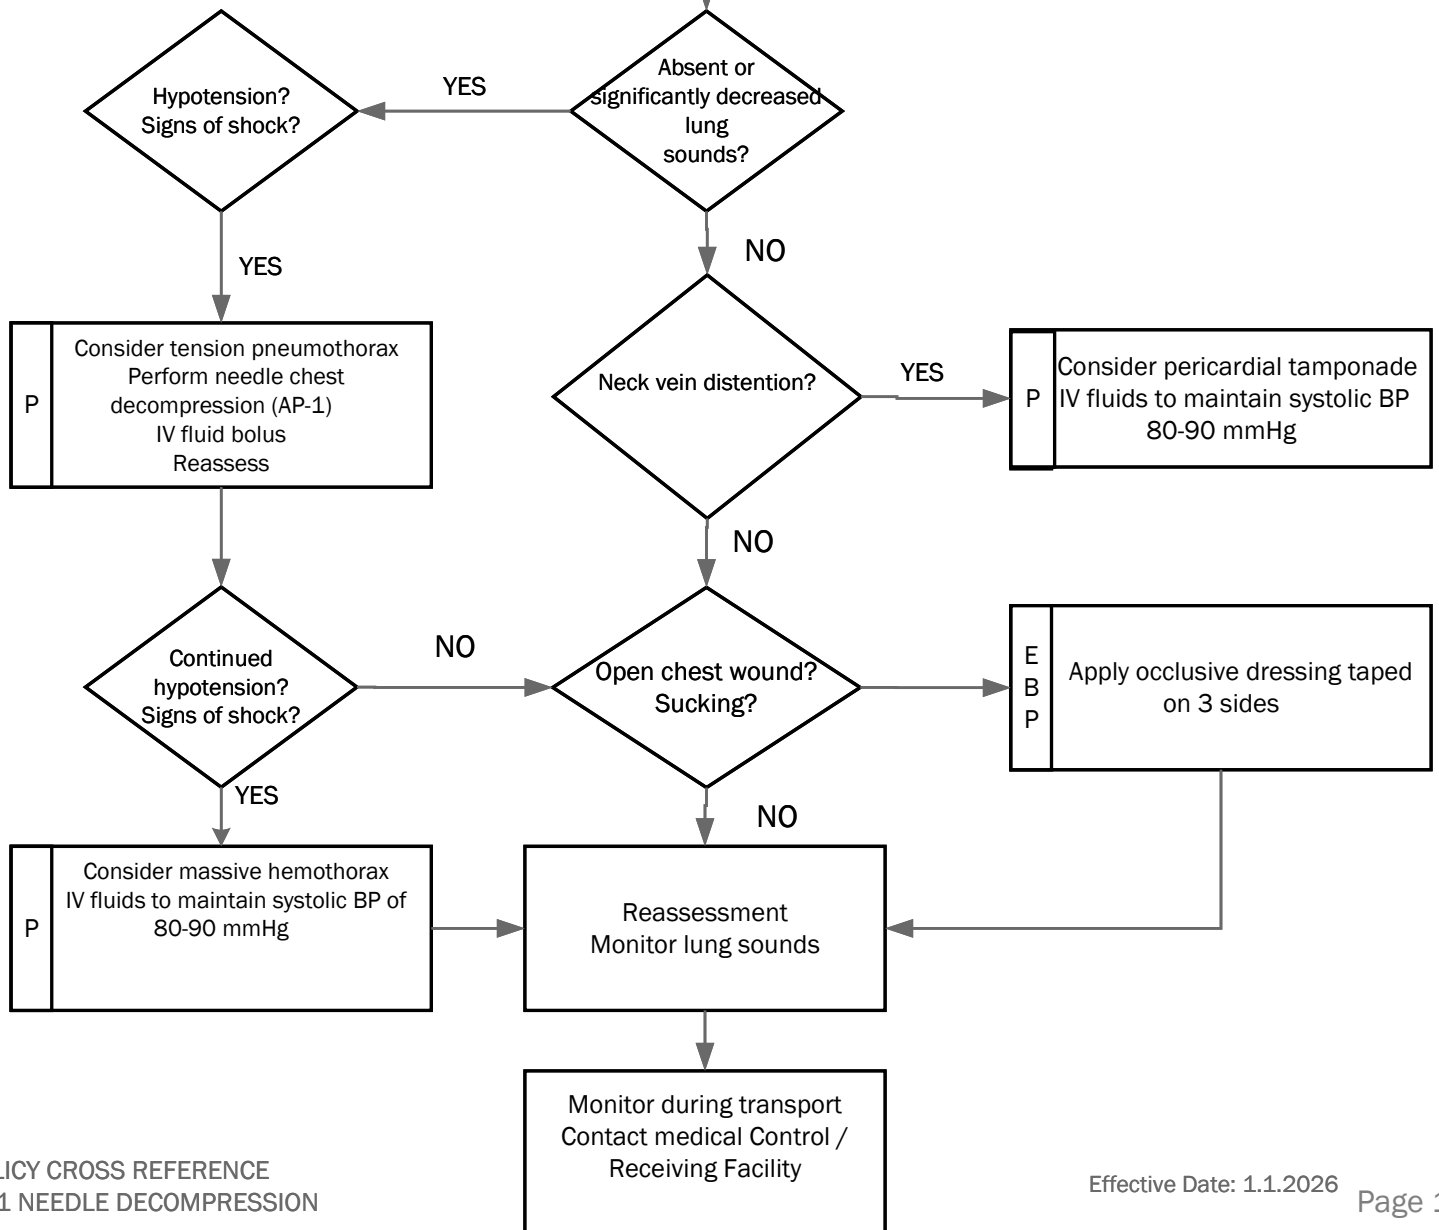 Absent or
significantly decreased
lung
sounds?
YES
Hypotension?
Signs of shock?
NO
YES
Consider tension pneumothorax
Perform needle chest
decompression (AP-1)
IV fluid bolus
Reassess
P
Neck vein distention?
YES
P
Consider pericardial tamponade
IV fluids to maintain systolic BP
80-90 mmHg
NO
Continued
hypotension?
Signs of shock?
NO
Open chest wound?
Sucking?
E
B
P
Apply occlusive dressing taped
on 3 sides
YES
NO
P
Consider massive hemothorax
IV fluids to maintain systolic BP of
80-90 mmHg
Reassessment
Monitor lung sounds
Monitor during transport
Contact medical Control /
Receiving Facility
LICY CROSS REFERENCE
1 NEEDLE DECOMPRESSION
Effective Date: 1.1.2026
Page 1